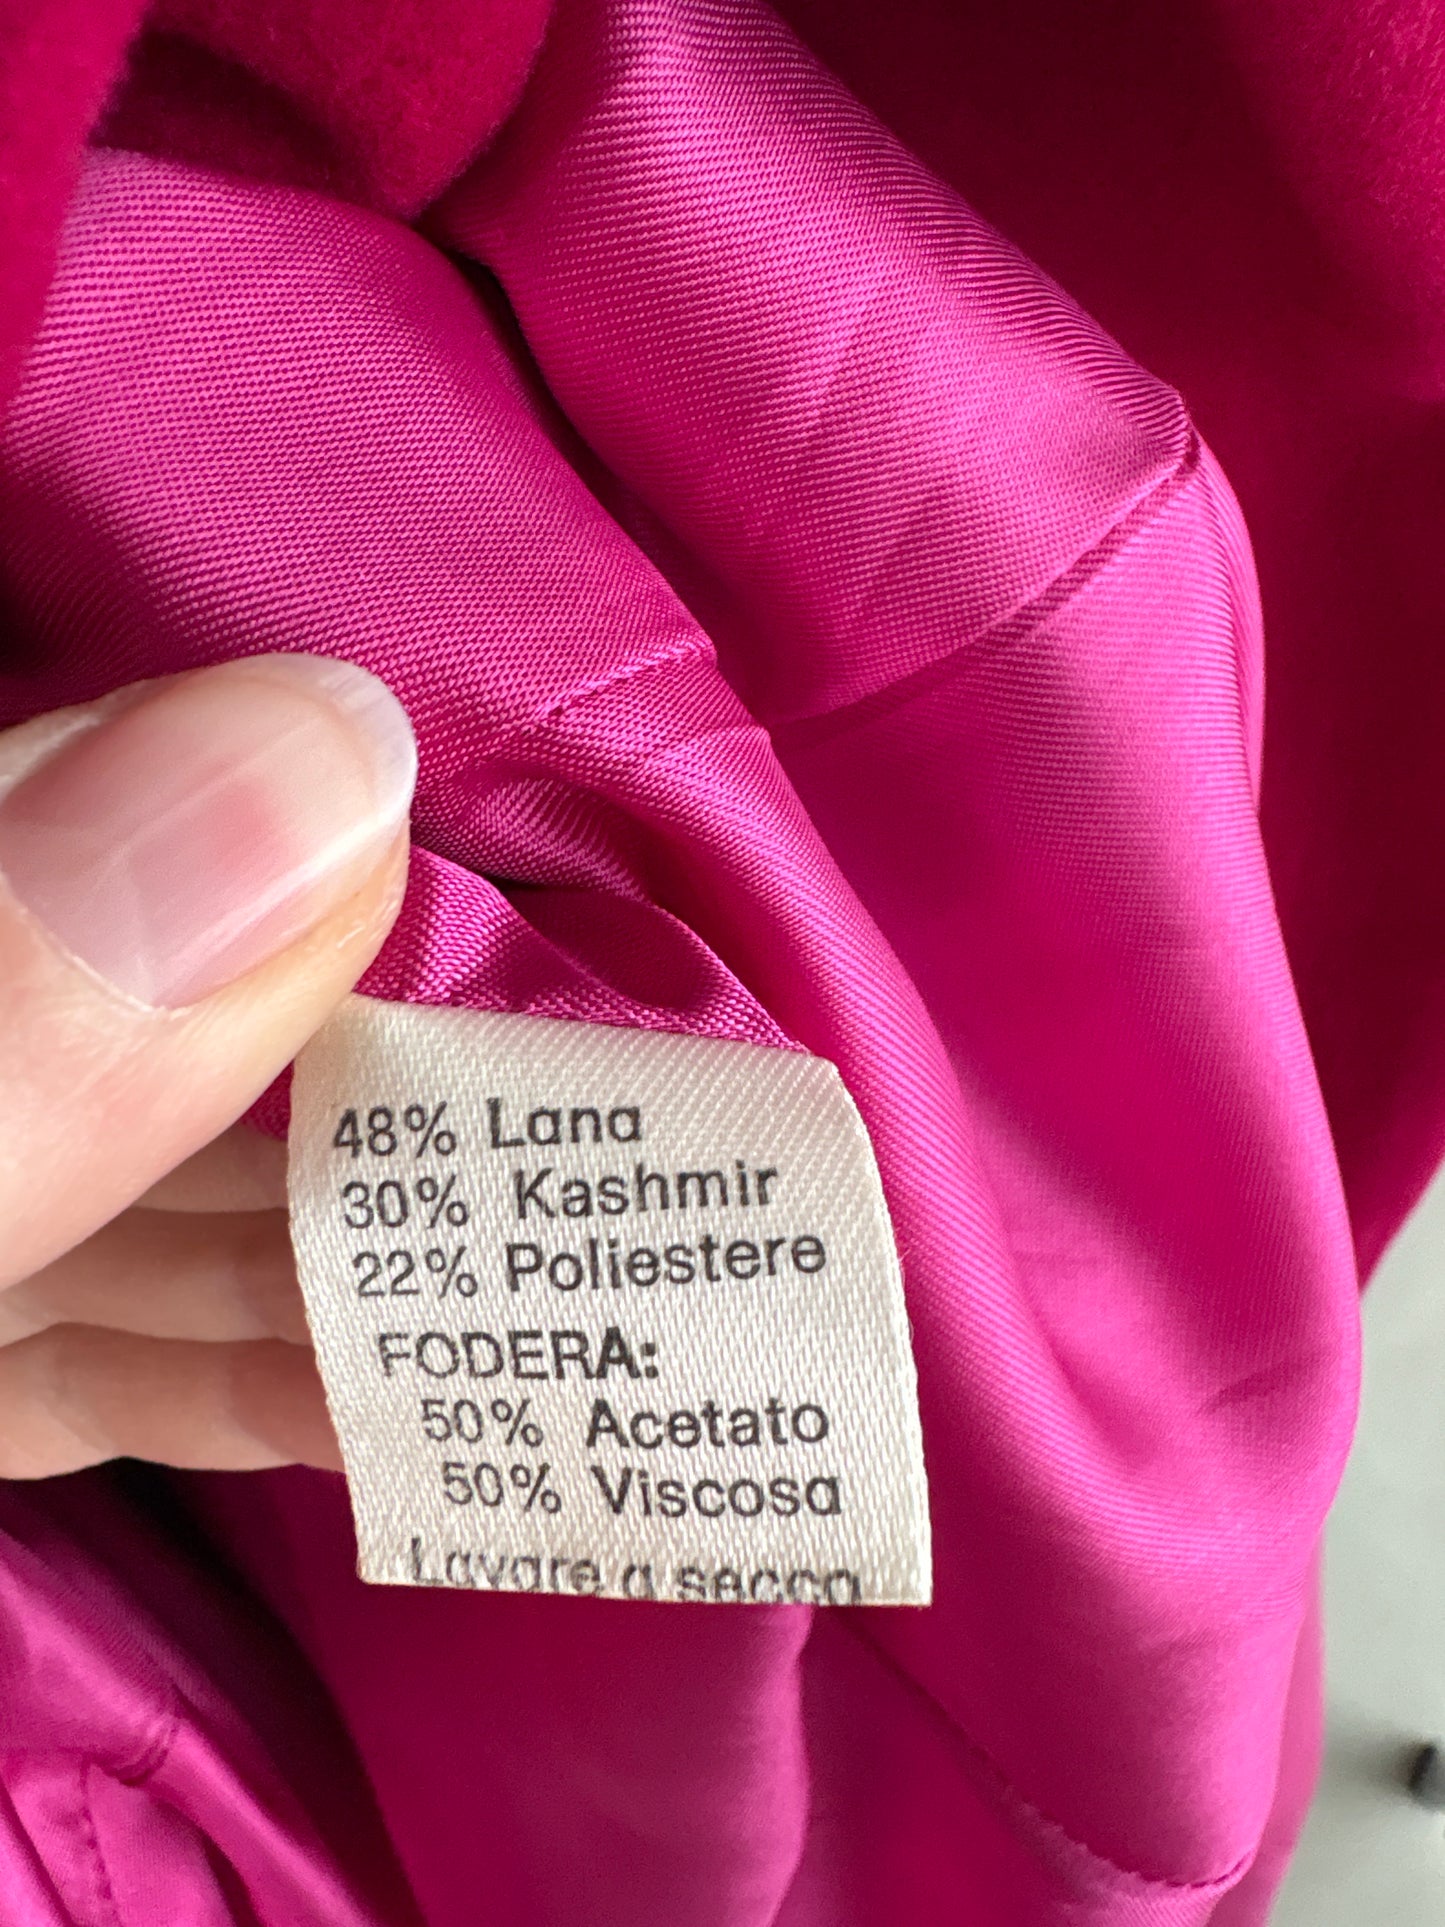 48% Lana
30% Kashmir
22% Poliestere
FODERA:
50% Acetato
50% Viscosa
Lavare a secco